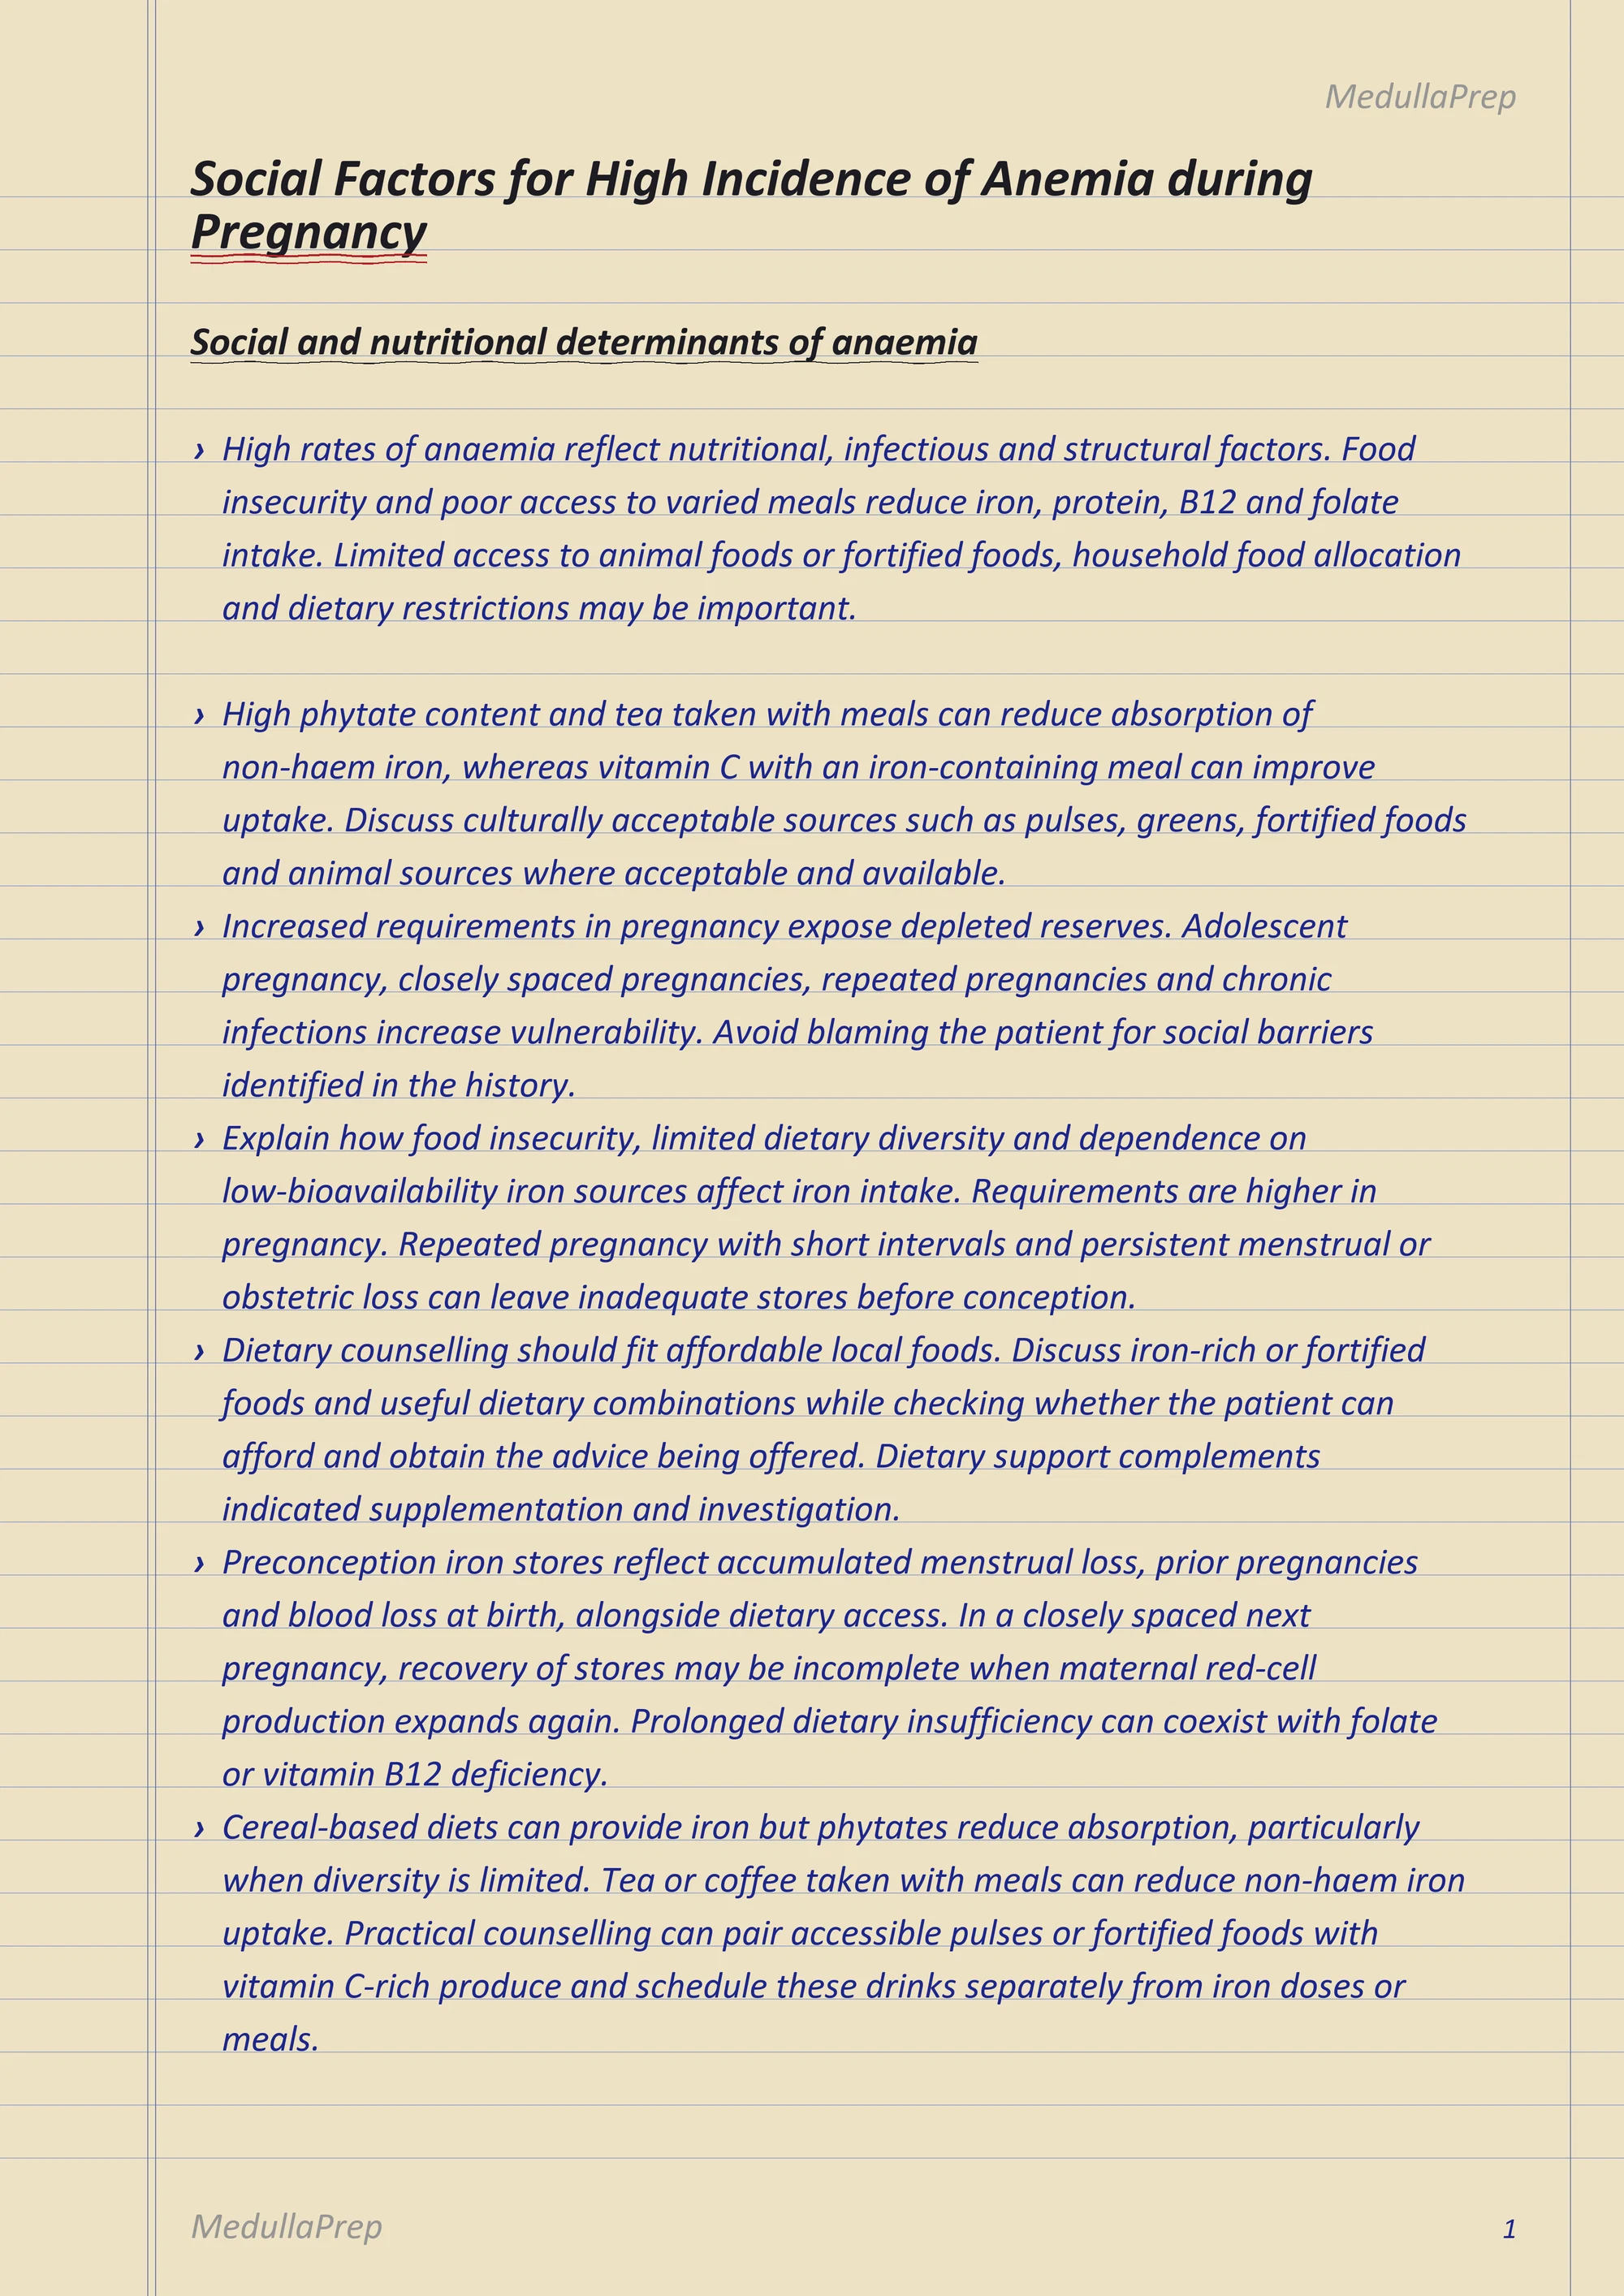 MedullaPrep
Social Factors for High Incidence of Anemia during
Pregnancy
Social and nutritional determinants of anaemia
› High rates of anaemia reflect nutritional, infectious and structural factors. Food
insecurity and poor access to varied meals reduce iron, protein, B12 and folate
intake. Limited access to animal foods or fortified foods, household food allocation
and dietary restrictions may be important.
› High phytate content and tea taken with meals can reduce absorption of
non-haem iron, whereas vitamin C with an iron-containing meal can improve
uptake. Discuss culturally acceptable sources such as pulses, greens, fortified foods
and animal sources where acceptable and available.
› Increased requirements in pregnancy expose depleted reserves. Adolescent
pregnancy, closely spaced pregnancies, repeated pregnancies and chronic
infections increase vulnerability. Avoid blaming the patient for social barriers
identified in the history.
› Explain how food insecurity, limited dietary diversity and dependence on
low-bioavailability iron sources affect iron intake. Requirements are higher in
pregnancy. Repeated pregnancy with short intervals and persistent menstrual or
obstetric loss can leave inadequate stores before conception.
› Dietary counselling should fit affordable local foods. Discuss iron-rich or fortified
foods and useful dietary combinations while checking whether the patient can
afford and obtain the advice being offered. Dietary support complements
indicated supplementation and investigation.
› Preconception iron stores reflect accumulated menstrual loss, prior pregnancies
and blood loss at birth, alongside dietary access. In a closely spaced next
pregnancy, recovery of stores may be incomplete when maternal red-cell
production expands again. Prolonged dietary insufficiency can coexist with folate
or vitamin B12 deficiency.
› Cereal-based diets can provide iron but phytates reduce absorption, particularly
when diversity is limited. Tea or coffee taken with meals can reduce non-haem iron
uptake. Practical counselling can pair accessible pulses or fortified foods with
vitamin C-rich produce and schedule these drinks separately from iron doses or
meals.
MedullaPrep
1